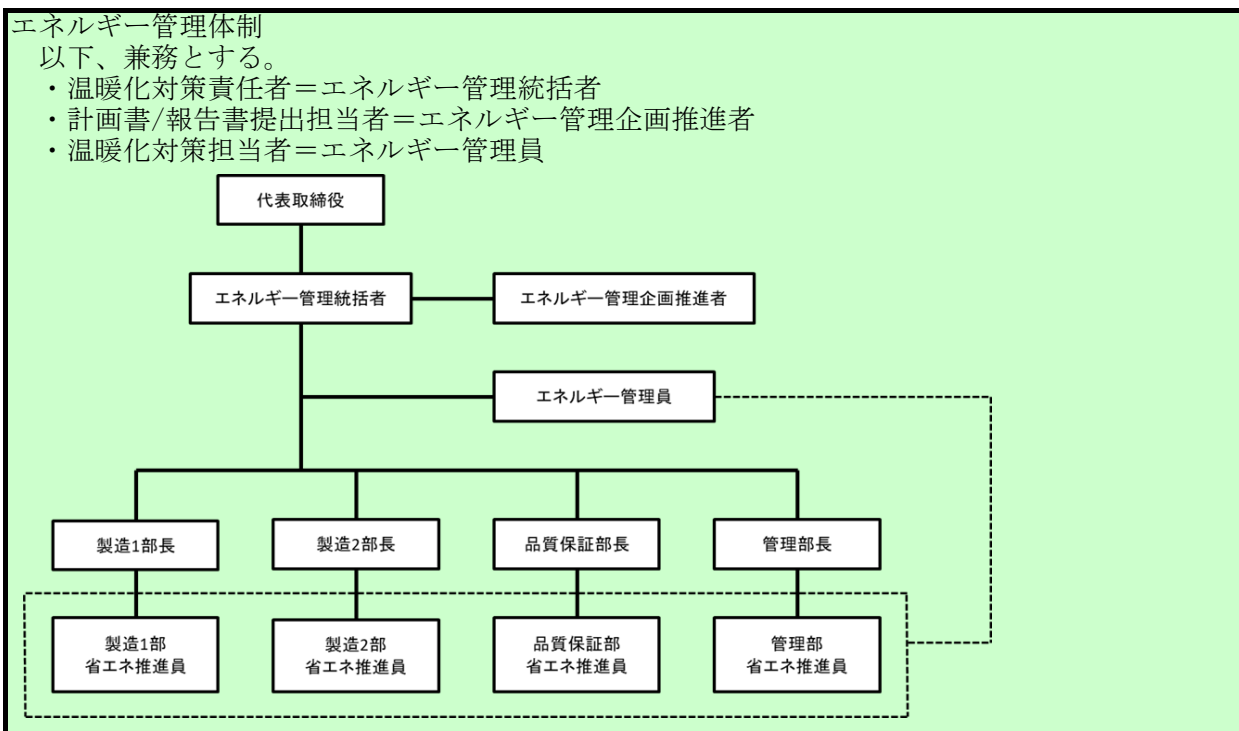 エネルギー管理体制
以下、兼務とする。
・温暖化対策責任者＝エネルギー管理統括者
・計画書/報告書提出担当者＝エネルギー管理企画推進者
・温暖化対策担当者＝エネルギー管理員
代表取締役
エネルギー管理統括者
エネルギー管理企画推進者
エネルギー管理員
製造1部長
製造2部長
品質保証部長
管理部長
製造1部
省エネ推進員
製造2部
省エネ推進員
品質保証部
省エネ推進員
管理部
省エネ推進員